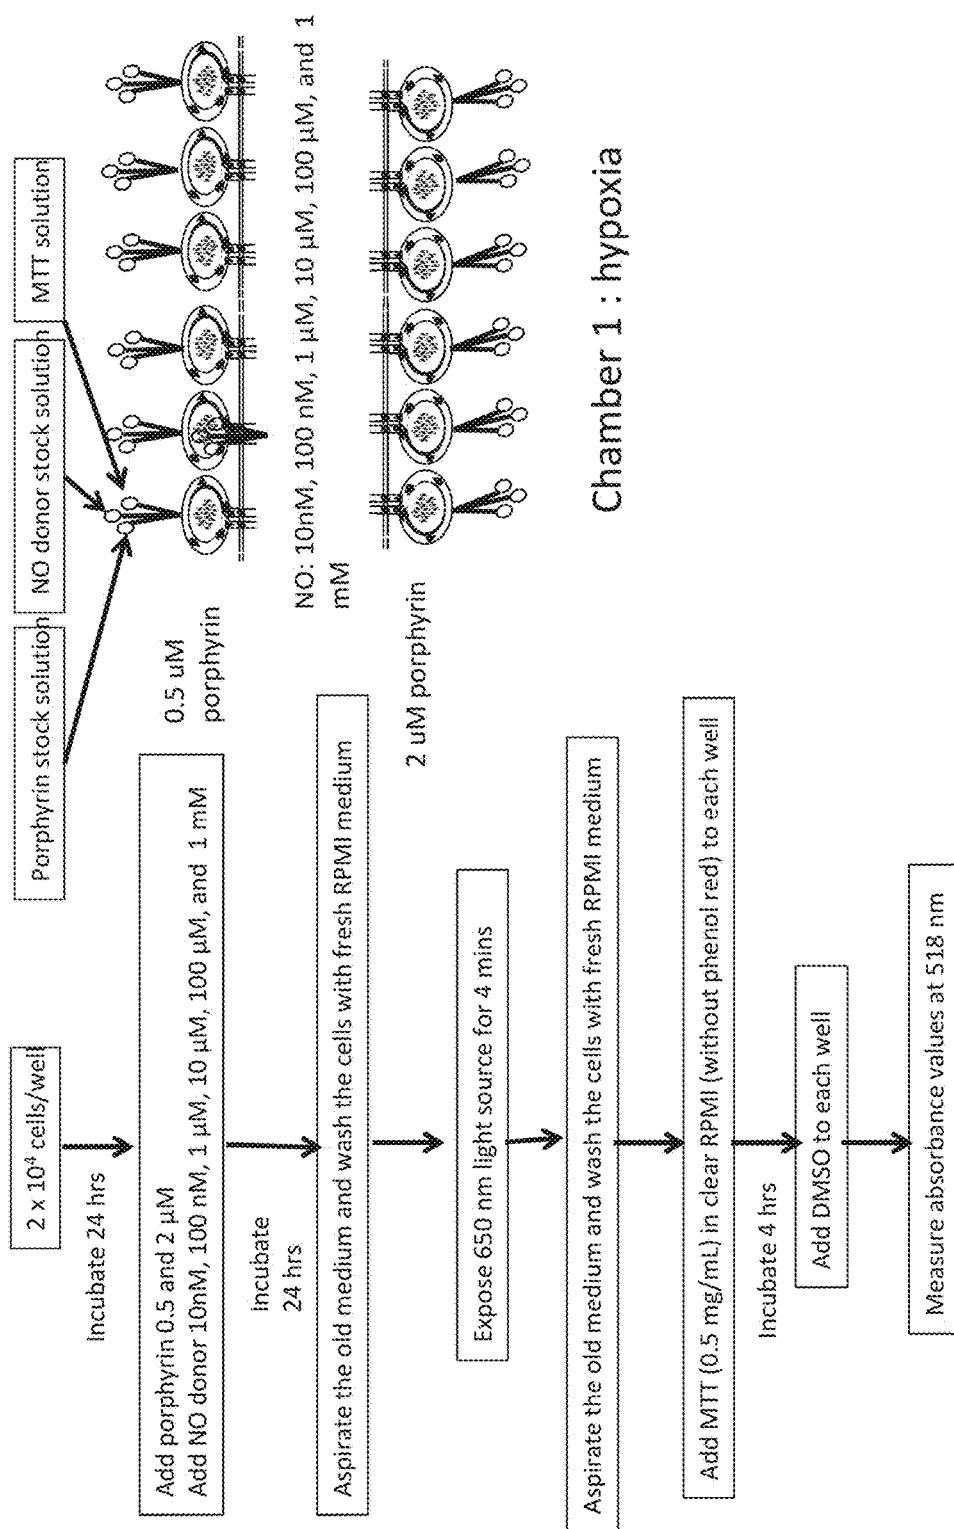 2 x 10⁴ cells/well
Incubate 24 hrs
Add porphyrin 0.5 and 2 µM
Add NO donor 10nM, 100 nM, 1 µM, 10 µM, 100 µM, and 1 mM
Incubate
24 hrs
Aspirate the old medium and wash the cells with fresh RPMI medium
Expose 650 nm light source for 4 mins
Aspirate the old medium and wash the cells with fresh RPMI medium
Add MTT (0.5 mg/mL) in clear RPMI (without phenol red) to each well
Incubate 4 hrs
Add DMSO to each well
Measure absorbance values at 518 nm
Porphyrin stock solution
NO donor stock solution
MTT solution
0.5 uM
porphyrin
NO: 10nM, 100 nM, 1 µM, 10 µM, 100 µM, and 1
mM
2 uM porphyrin
Chamber 1 : hypoxia